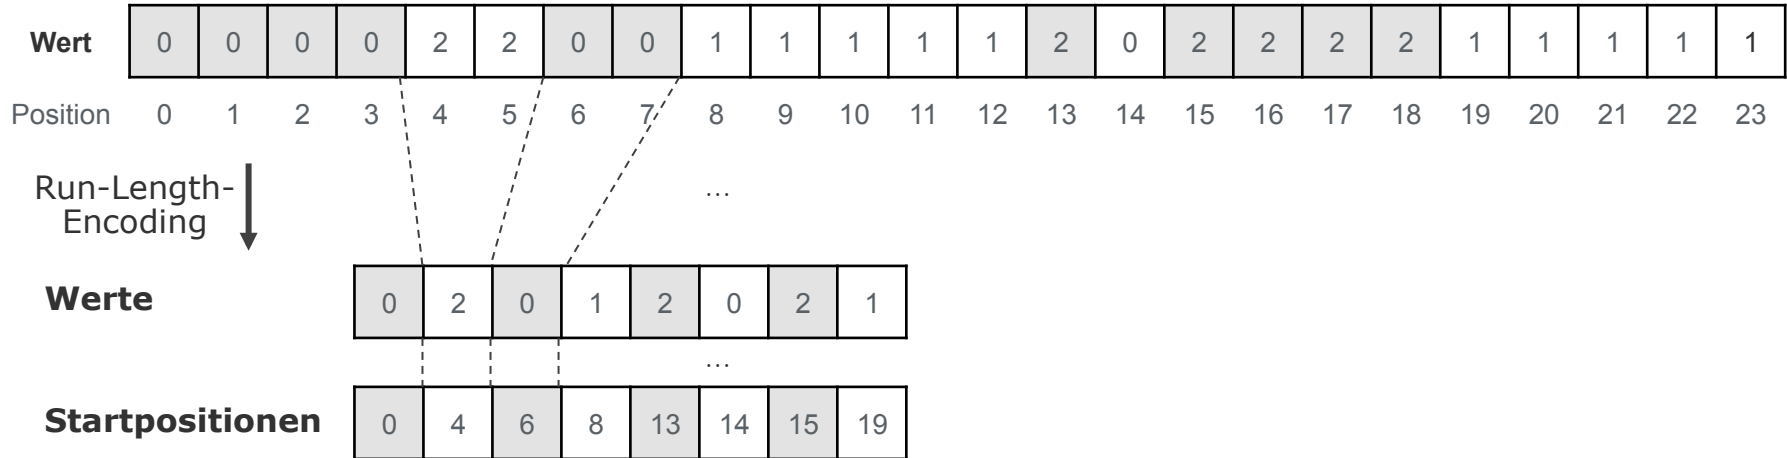 Wert 0 0 0 0 2 2 0 0 1 1 1 1 1 2 0 2 2 2 2 1 1 1 1 1
Position 0 1 2 3 4 5 6 7 8 9 10 11 12 13 14 15 16 17 18 19 20 21 22 23
Run-Length-
Encoding
...
Werte 0 2 0 1 2 0 2 1
...
Startpositionen 0 4 6 8 13 14 15 19